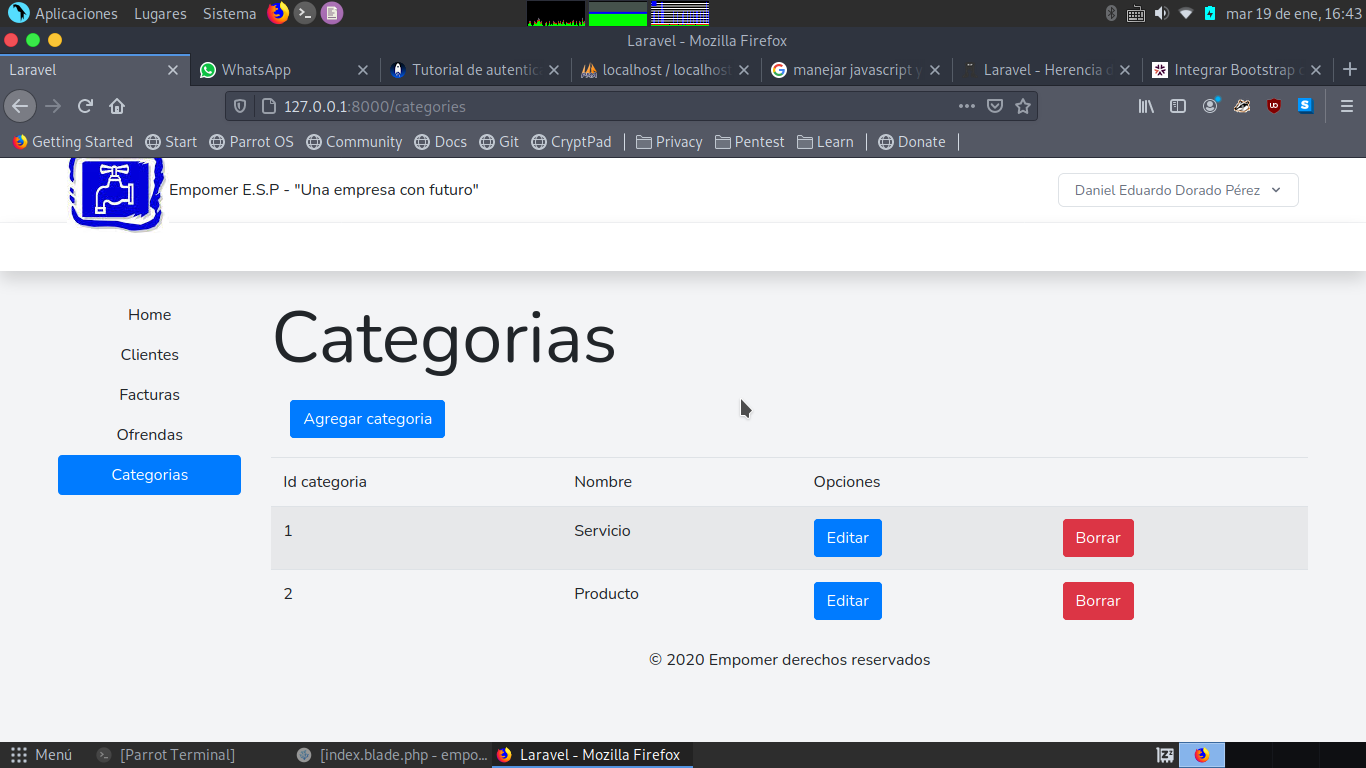 Aplicaciones Lugares Sistema mar 19 de ene, 16:43
Laravel - Mozilla Firefox
Laravel WhatsApp Tutorial de autentic localhost / localhos manejar javascript y Laravel - Herencia d Integrar Bootstrap c
127.0.0.1:8000/categories
Getting Started Start Parrot OS Community Docs Git CryptPad Privacy Pentest Learn Donate
Empomer E.S.P - "Una empresa con futuro" Daniel Eduardo Dorado Pérez
Home
Clientes
Facturas
Ofrendas
Categorias
Categorias
Agregar categoria
Id categoria Nombre Opciones
1 Servicio Editar Borrar
2 Producto Editar Borrar
© 2020 Empomer derechos reservados
Menú [Parrot Terminal] [index.blade.php - empo... Laravel - Mozilla Firefox